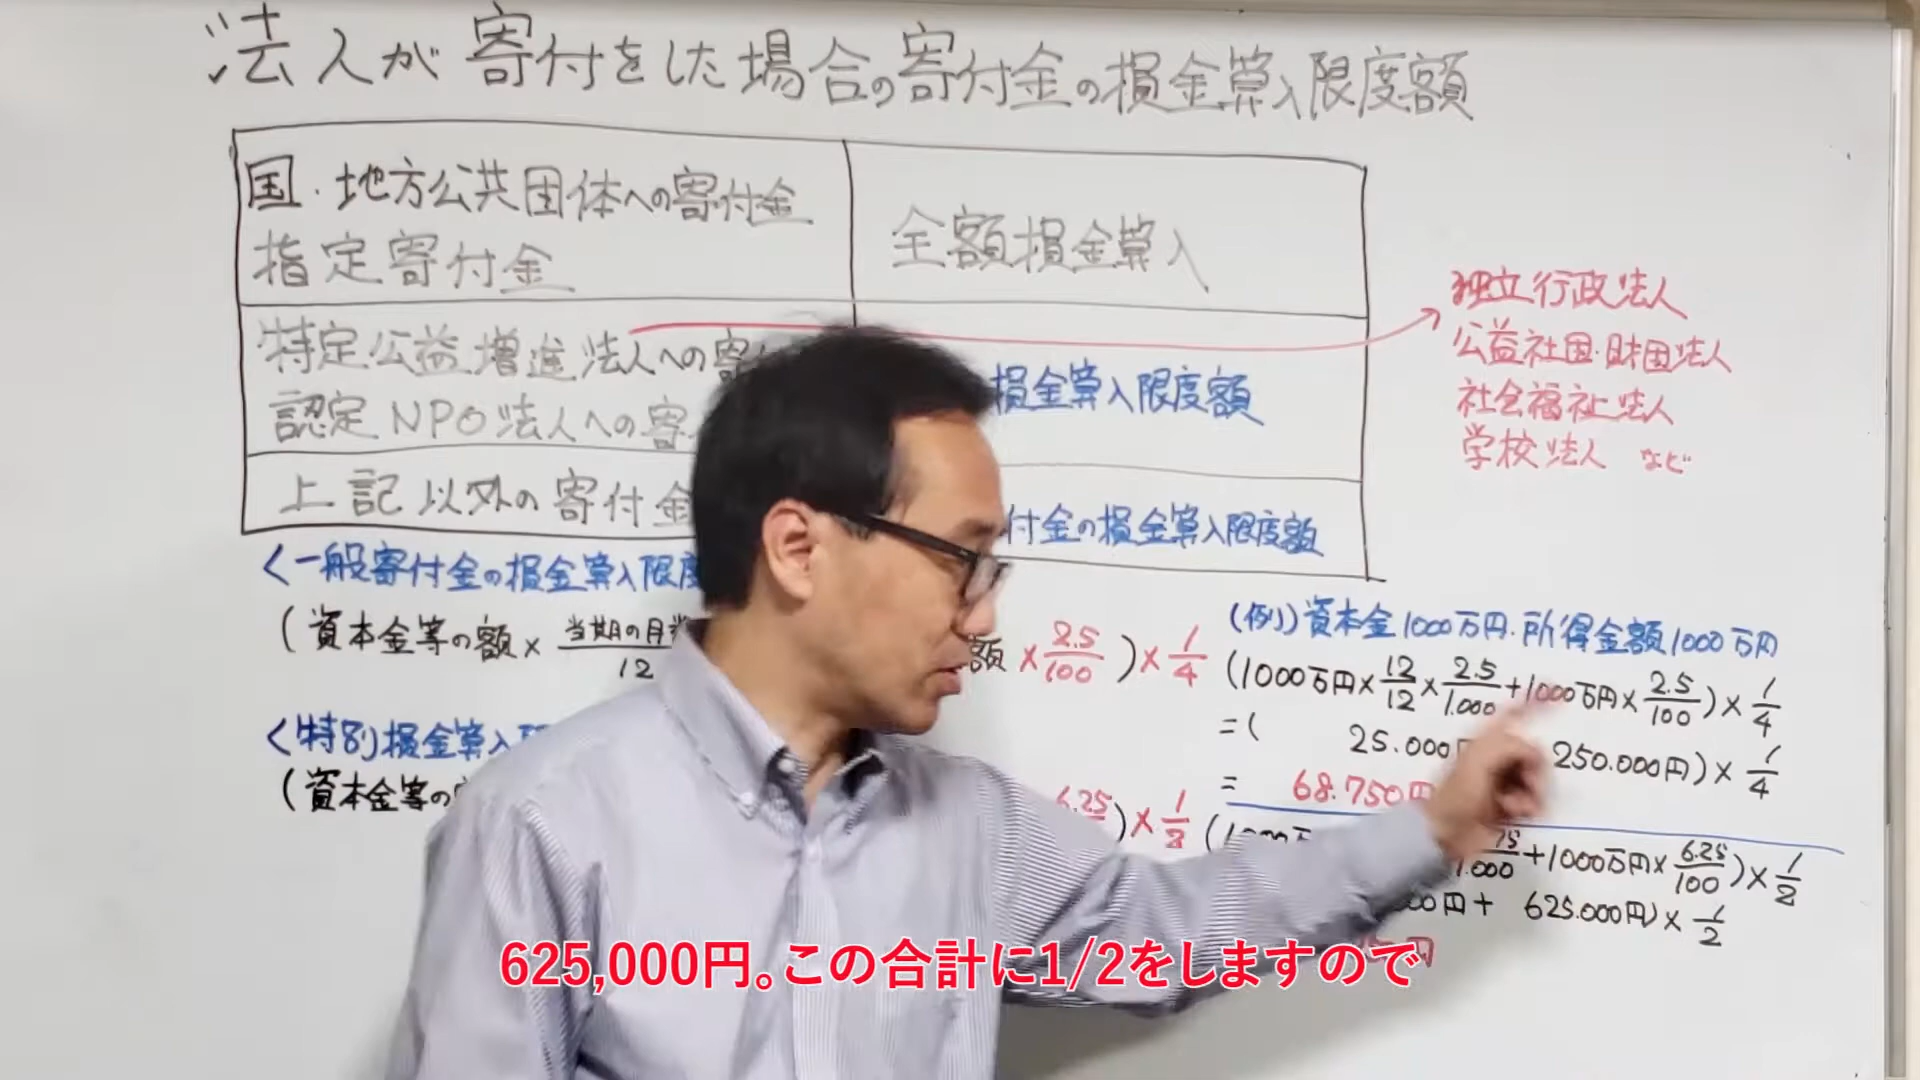 法人が寄付をした場合の寄付金の損金算入限度額
国・地方公共団体への寄付金
指定寄付金
全額損金算入
特定公益増進法人への寄
認定NPO法人への寄
損金算入限度額
上記以外の寄付金
付金の損金算入限度額
独立行政法人
公益社団・財団法人
社会福祉法人
学校法人 など
<一般寄付金の損金算入限度
(資本金等の額×当期の月数/12
額×2.5/100)×1/4
<特別損金算入
(資本金等の
6.25)×1/2
(例)資本金1000万円・所得金額1000万円
(1000万円×12/12×2.5/1.000+1000万円×2.5/100)×1/4
=( 25.000円 250.000円)×1/4
= 68.750円
(1000万 1.000+1000万円×6.25/100)×1/2
00円+ 625.000円)×1/2
円
625,000円。この合計に1/2をしますので